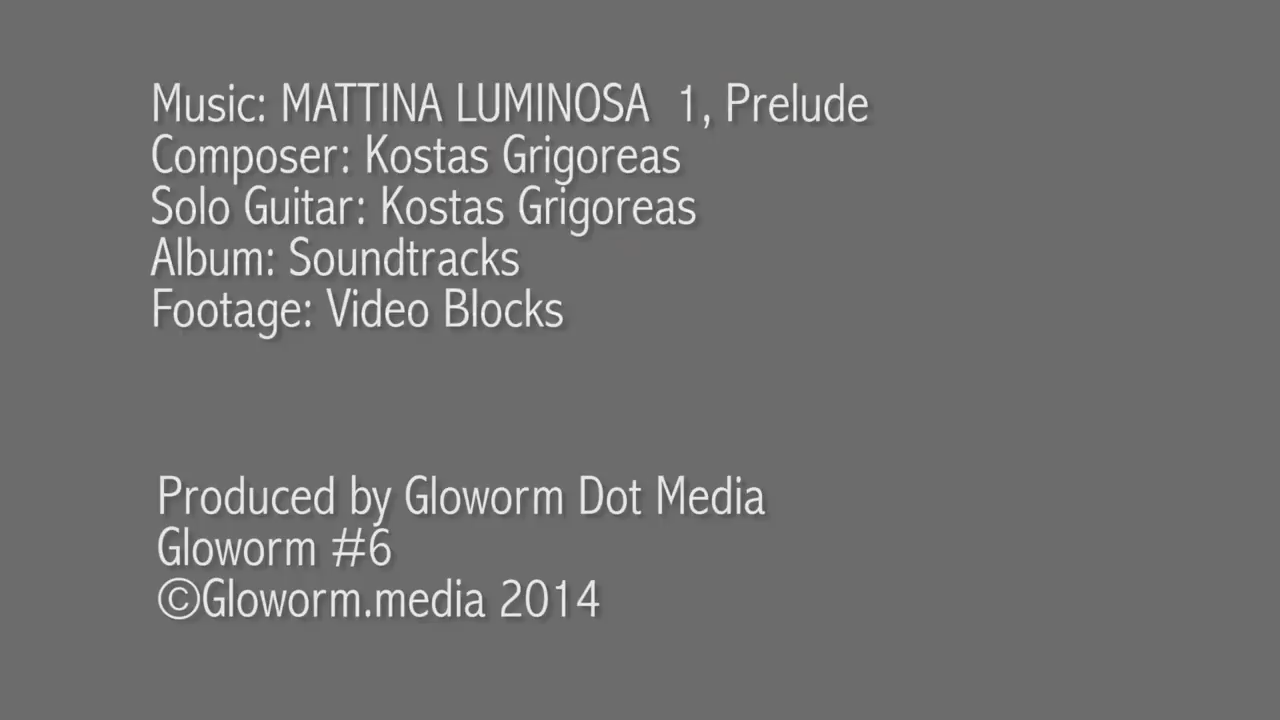 Music: MATTINA LUMINOSA  1, Prelude
Composer: Kostas Grigoreas
Solo Guitar: Kostas Grigoreas
Album: Soundtracks
Footage: Video Blocks
Produced by Gloworm Dot Media
Gloworm #6
©Gloworm.media 2014